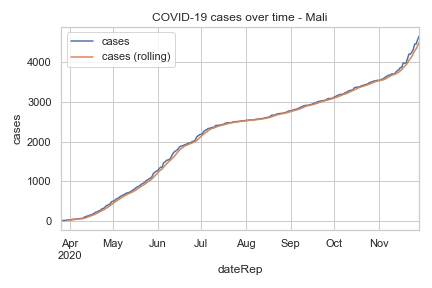 COVID-19 cases over time - Mali
cases
cases (rolling)
4000
3000
2000
1000
0
cases
Apr May Jun Jul Aug Sep Oct Nov
2020
dateRep